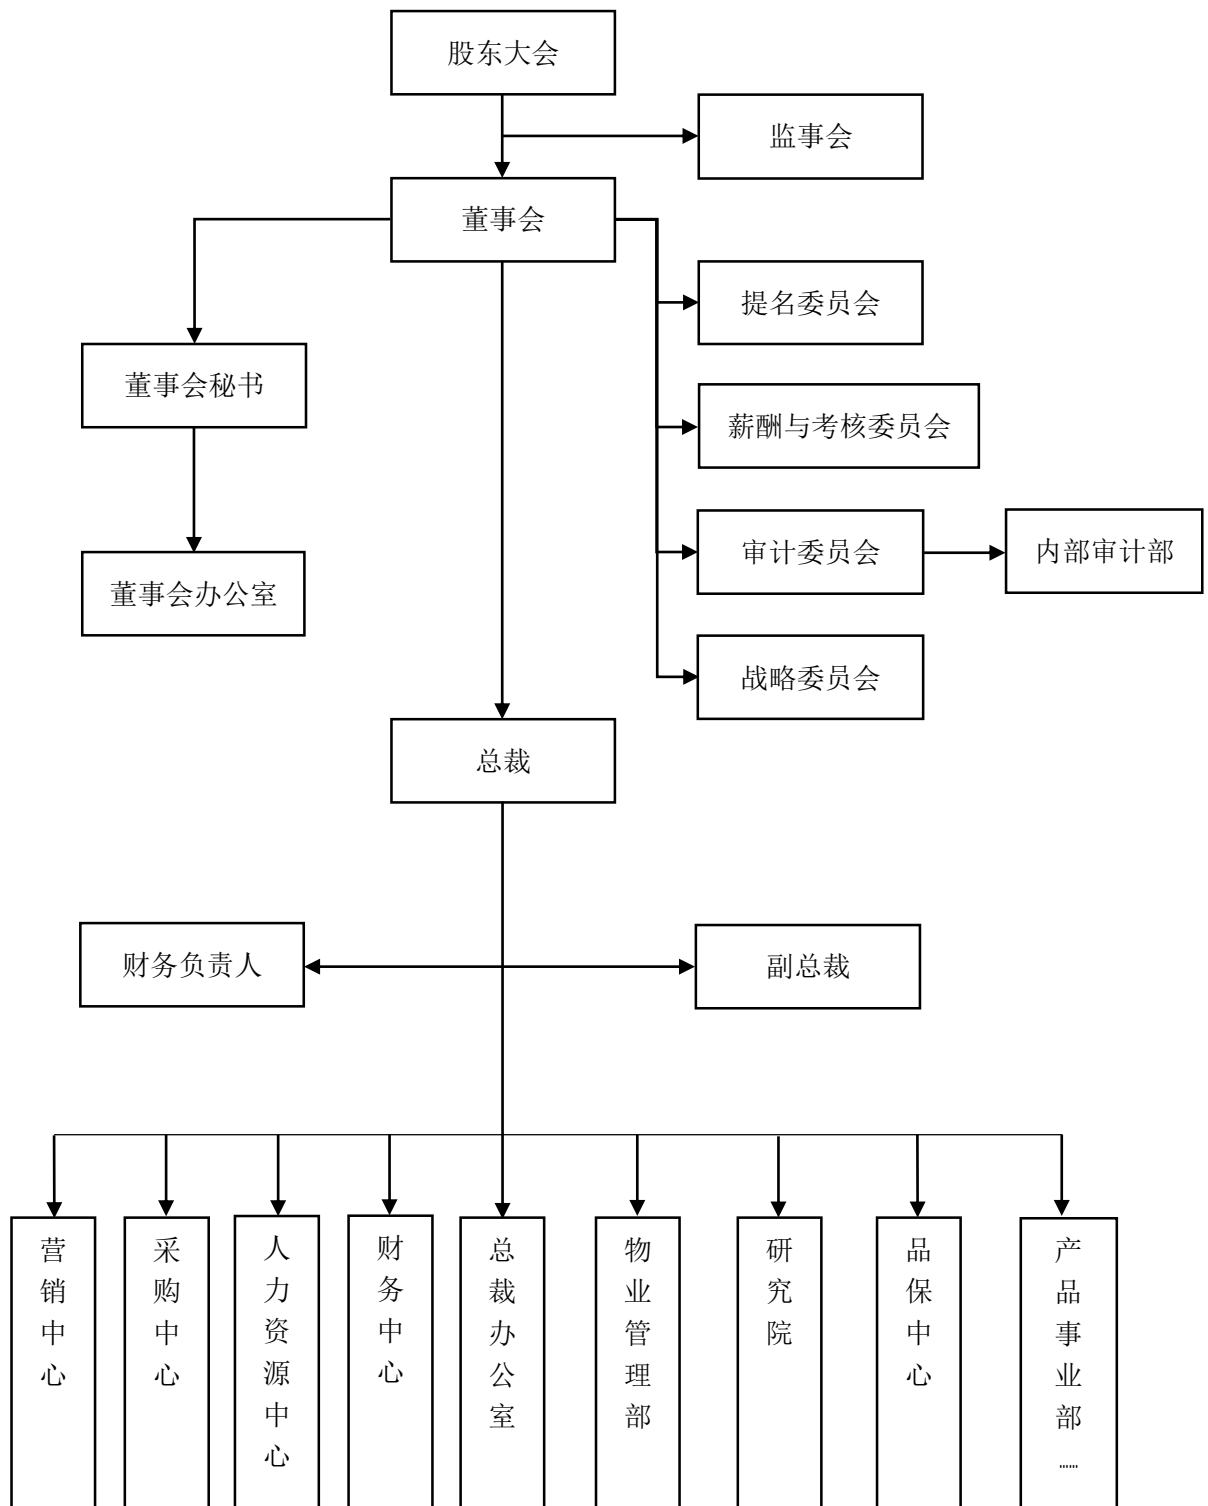 股东大会
监事会
董事会
提名委员会
董事会秘书
薪酬与考核委员会
审计委员会
内部审计部
董事会办公室
战略委员会
总裁
财务负责人
副总裁
营销中心
采购中心
人力资源中心
财务中心
总裁办公室
物业管理部
研究院
品保中心
产品事业部……